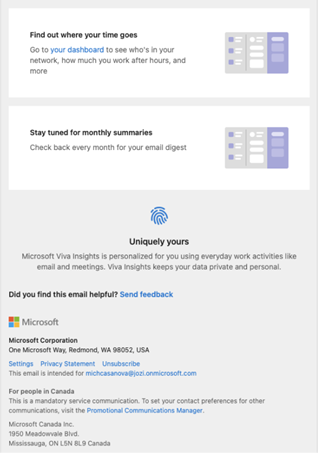 Find out where your time goes
Go to your dashboard to see who's in your
network, how much you work after hours, and
more
Stay tuned for monthly summaries
Check back every month for your email digest
Uniquely yours
Microsoft Viva Insights is personalized for you using everyday work activities like
email and meetings. Viva Insights keeps your data private and personal.
Did you find this email helpful? Send feedback
Microsoft
Microsoft Corporation
One Microsoft Way, Redmond, WA 98052, USA
Settings Privacy Statement Unsubscribe
This email is intended for michcasanova@jozi.onmicrosoft.com
For people in Canada
This is a mandatory service communication. To set your contact preferences for other
communications, visit the Promotional Communications Manager.
Microsoft Canada Inc.
1950 Meadowvale Blvd.
Mississauga, ON L5N 8L9 Canada